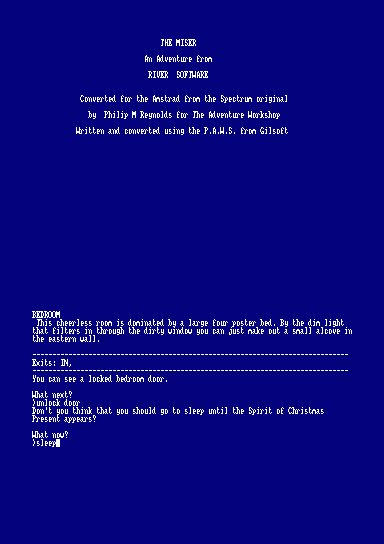 THE MISER
An Adventure from
RIVER SOFTWARE
Converted for the Amstrad from the Spectrum original
by Philip M Reynolds for The Adventure Workshop
Written and converted using the P.A.W.S. from Gilsoft
BEDROOM
This cheerless room is dominated by a large four poster bed. By the dim light
that filters in through the dirty window you can just make out a small alcove in
the eastern wall.
--------------------------------------------------------------------------------
Exits: IN,
--------------------------------------------------------------------------------
You can see a locked bedroom door.
What next?
>unlock door
Don't you think that you should go to sleep until the Spirit of Christmas
Present appears?
What now?
>sleep